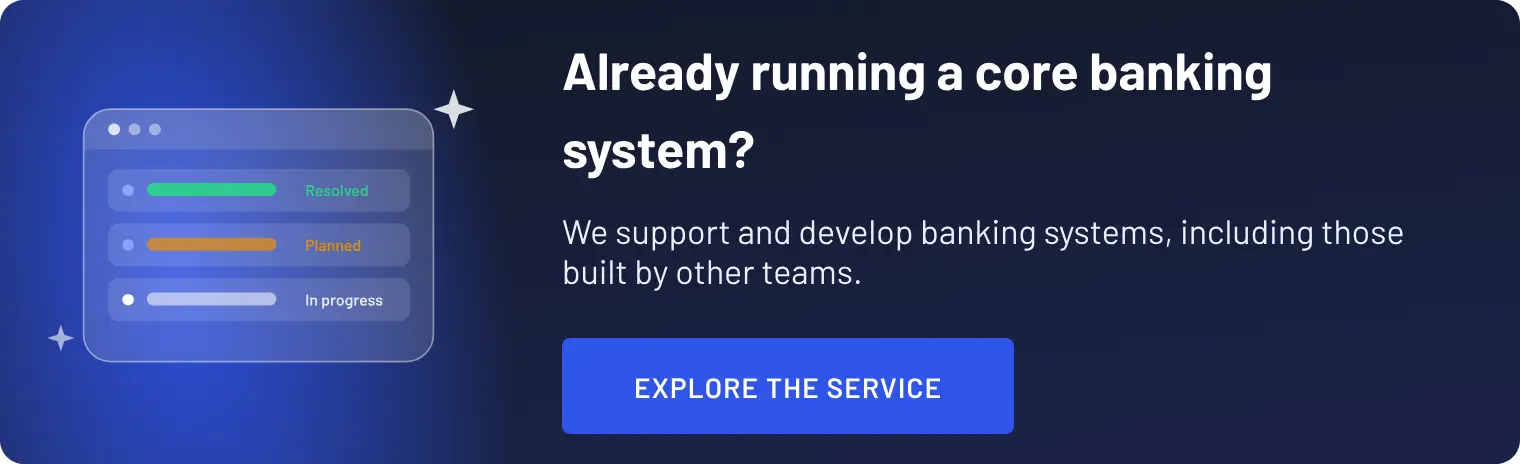 Already running a core banking
system?
We support and develop banking systems, including those
built by other teams.
EXPLORE THE SERVICE
Resolved
Planned
In progress